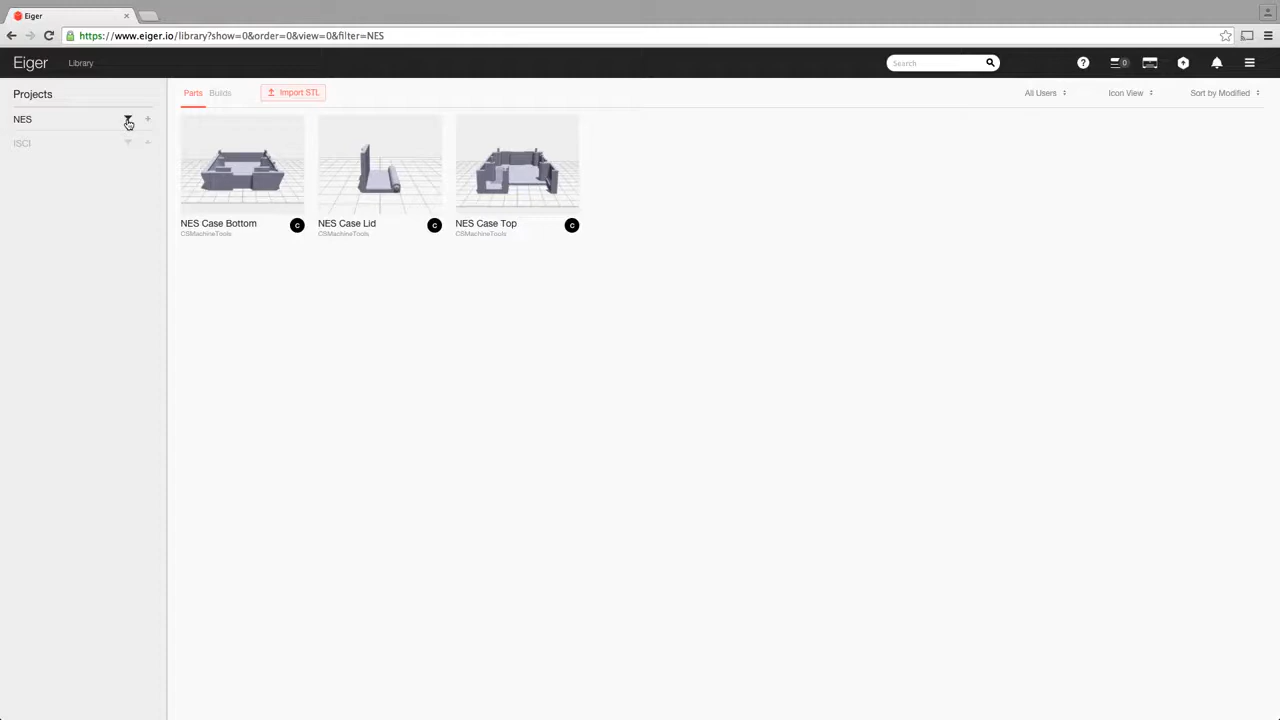 Eiger
https://www.eiger.io/library?show=0&order=0&view=0&filter=NES
Eiger Library Search 0
Projects
NES
ISCI
Parts Builds Import STL All Users Icon View Sort by Modified
NES Case Bottom C
CSMachineTools
NES Case Lid C
CSMachineTools
NES Case Top C
CSMachineTools